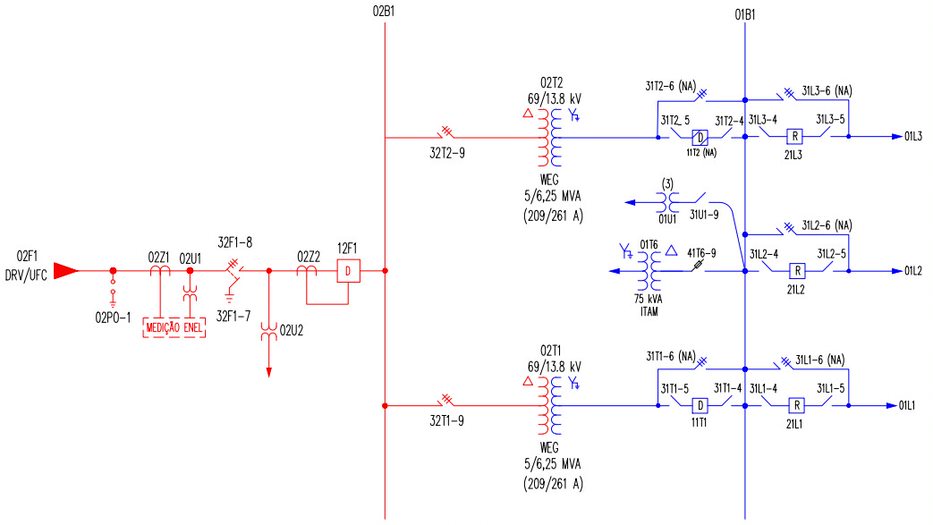 02B1
01B1
02T2
69/13.8 kV
31T2-6 (NA)
31L3-6 (NA)
31T2_5
31T2-4
31L3-4
31L3-5
D
R
01L3
32T2-9
11T2 (NA)
21L3
WEG
5/6,25 MVA
(209/261 A)
(3)
01U1
31U1-9
31L2-6 (NA)
02F1
DRV/UFC
02Z1
02U1
32F1-8
02Z2
12F1
D
01T6
41T6-9
31L2-4
31L2-5
R
01L2
21L2
75 kVA
ITAM
02PO-1
32F1-7
MEDIÇÃO ENEL
02U2
02T1
69/13.8 kV
31T1-6 (NA)
31L1-6 (NA)
31T1-5
31T1-4
31L1-4
31L1-5
D
R
01L1
32T1-9
11T1
21L1
WEG
5/6,25 MVA
(209/261 A)